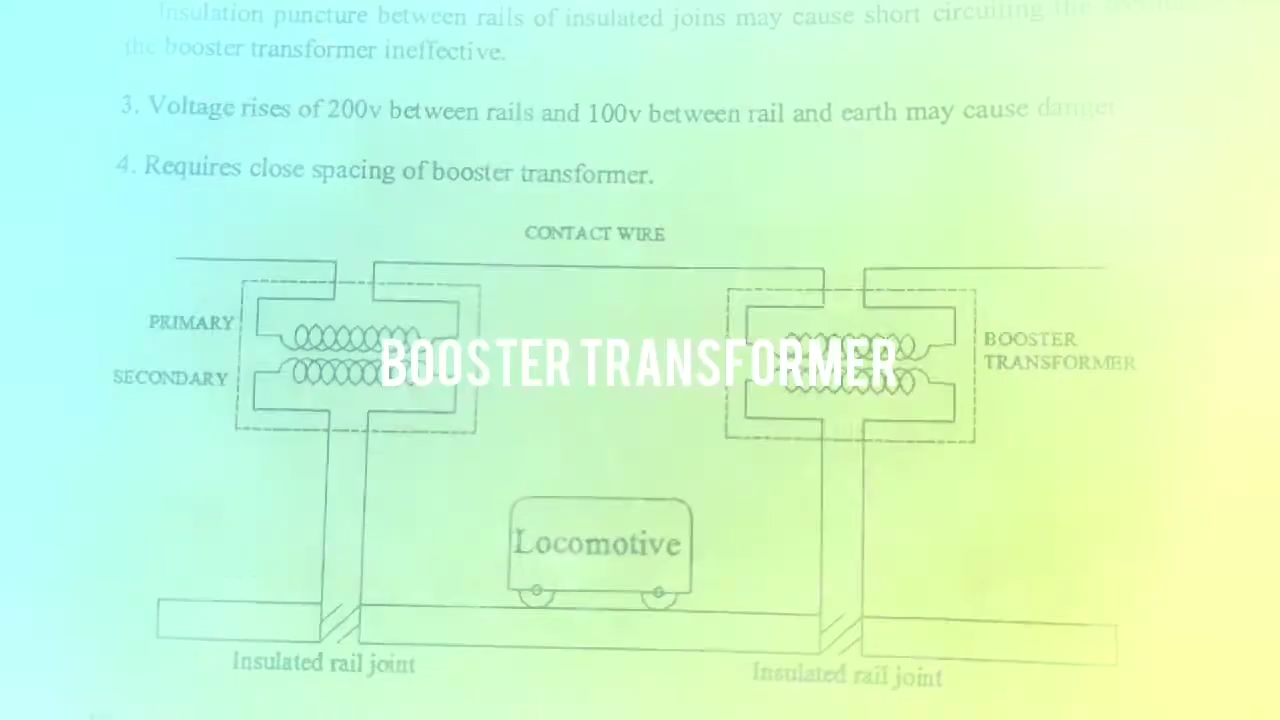 Insulation puncture between rails of insulated joins may cause short circuiting the
the booster transformer ineffective.
3. Voltage rises of 200v between rails and 100v between rail and earth may cause danger
4. Requires close spacing of booster transformer.
CONTACT WIRE
PRIMARY
SECONDARY
BOOSTER TRANSFORMER
BOOSTER
TRANSFORMER
Locomotive
Insulated rail joint
Insulated rail joint